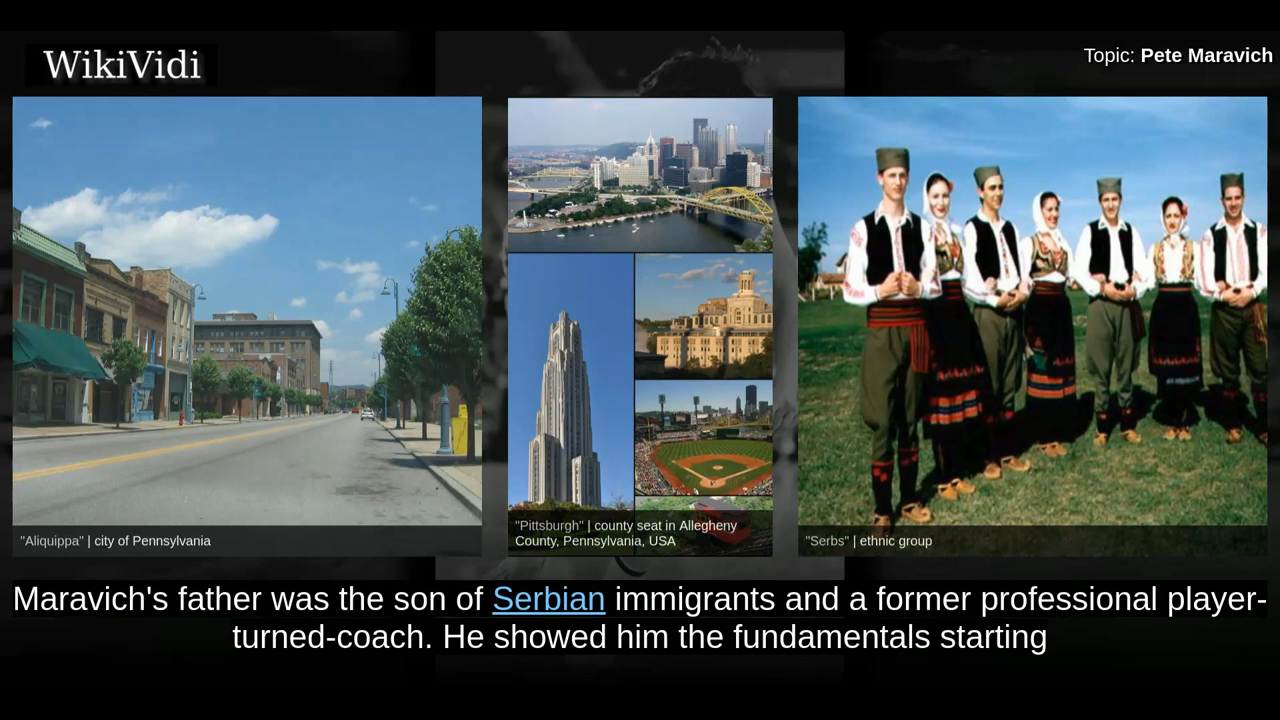 WikiVidi
Topic: Pete Maravich
"Aliquippa" | city of Pennsylvania
"Pittsburgh" | county seat in Allegheny
County, Pennsylvania, USA
"Serbs" | ethnic group
Maravich's father was the son of Serbian immigrants and a former professional player-
turned-coach. He showed him the fundamentals starting